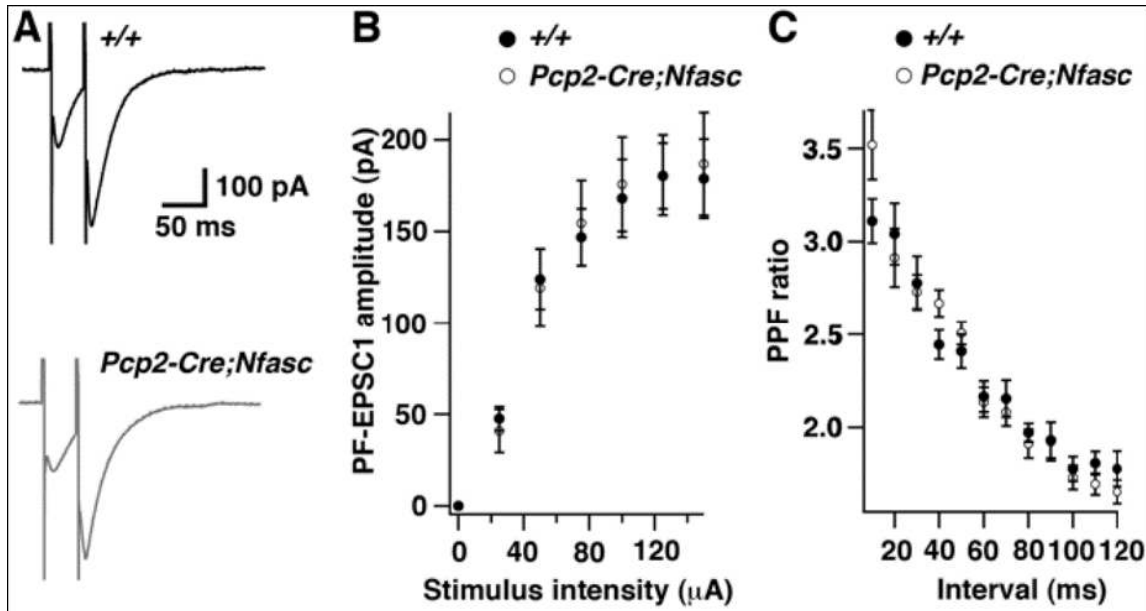 A
+/+
100 pA
50 ms
Pcp2-Cre;Nfasc
B
+/+
Pcp2-Cre;Nfasc
PF-EPSC1 amplitude (pA)
200
150
100
50
0
0 40 80 120
Stimulus intensity (μA)
C
+/+
Pcp2-Cre;Nfasc
PPF ratio
3.5
3.0
2.5
2.0
20 40 60 80 100 120
Interval (ms)